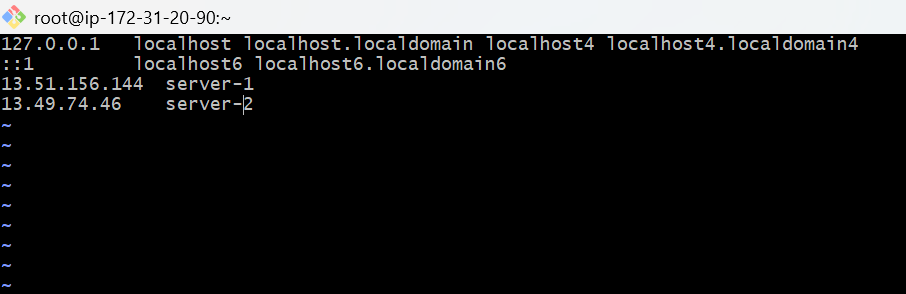 root@ip-172-31-20-90:~
127.0.0.1   localhost localhost.localdomain localhost4 localhost4.localdomain4
::1         localhost6 localhost6.localdomain6
13.51.156.144  server-1
13.49.74.46    server-2
~
~
~
~
~
~
~
~
~